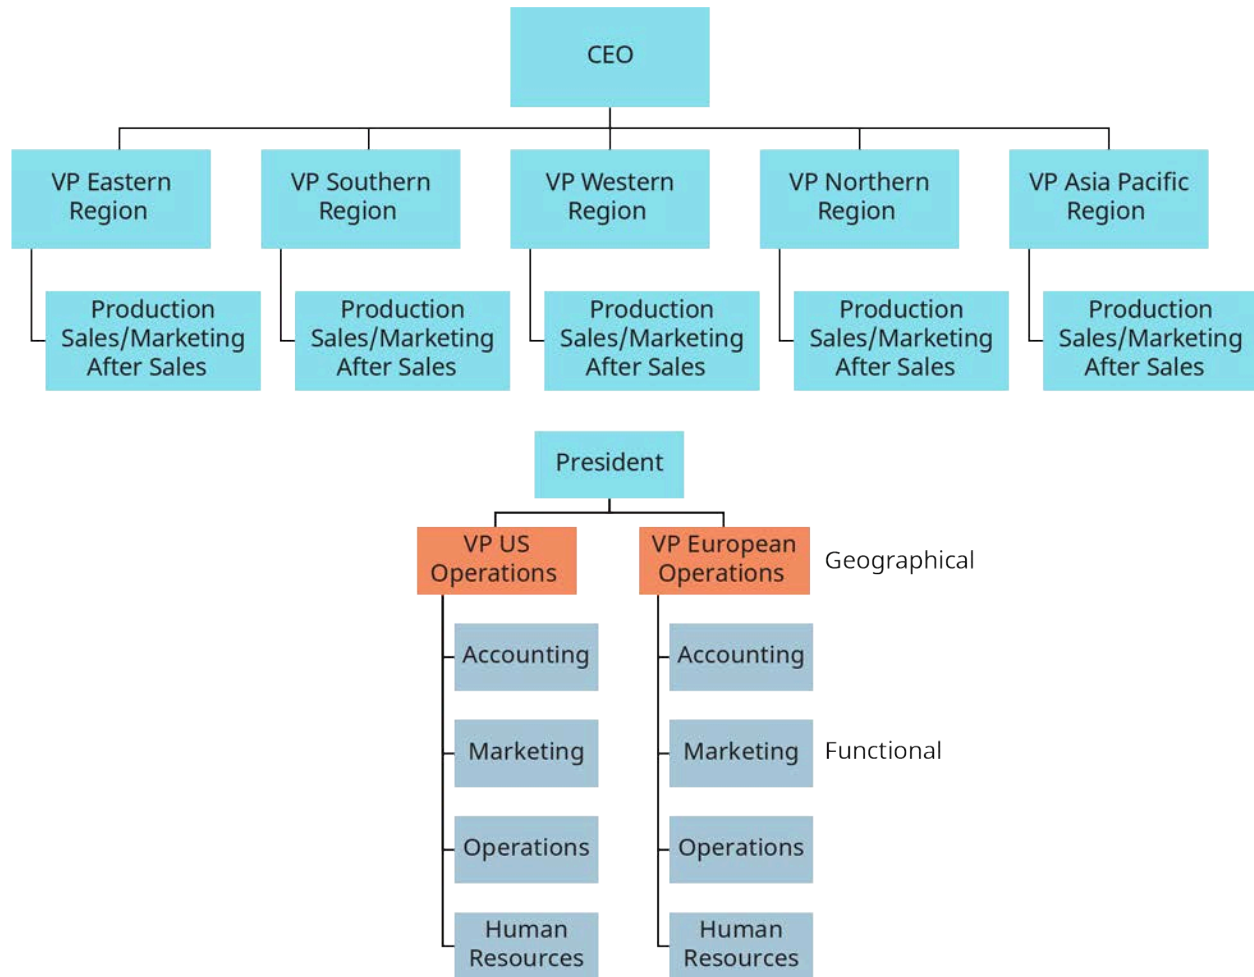 CEO
VP Eastern
Region
VP Southern
Region
VP Western
Region
VP Northern
Region
VP Asia Pacific
Region
Production
Sales/Marketing
After Sales
Production
Sales/Marketing
After Sales
Production
Sales/Marketing
After Sales
Production
Sales/Marketing
After Sales
Production
Sales/Marketing
After Sales
President
VP US
Operations
VP European
Operations
Geographical
Accounting
Accounting
Marketing
Marketing
Functional
Operations
Operations
Human
Resources
Human
Resources